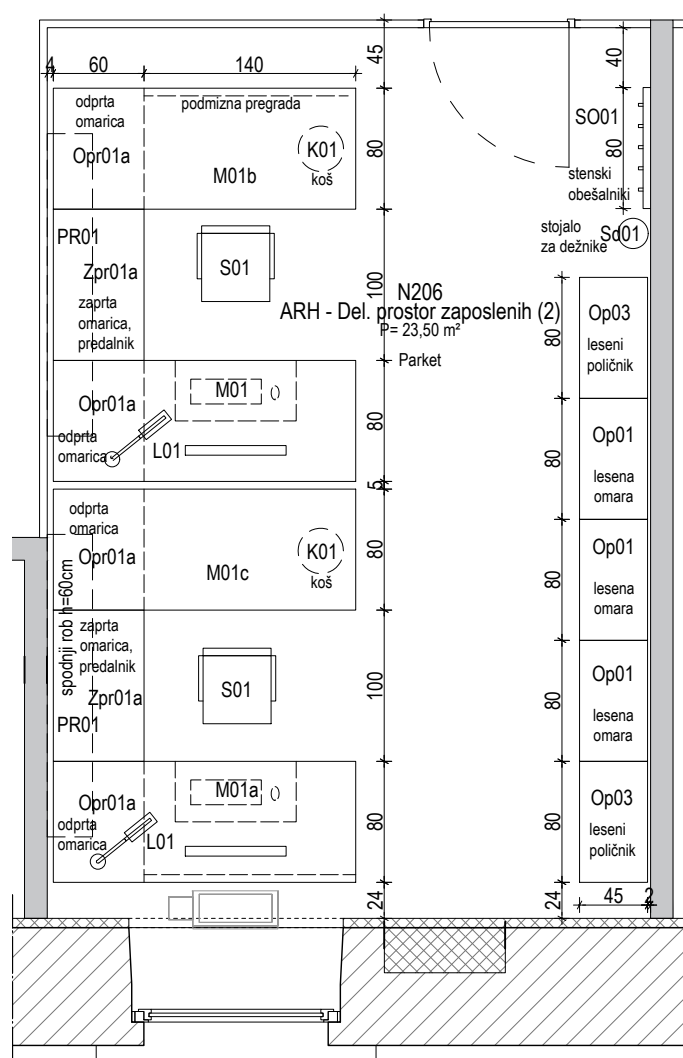 45
40
4
60
140
odprta
omarica
podmizna pregrada
Opr01a
K01
koš
M01b
80
SO01
80
stenski
obešalniki
PR01
S01
stojalo
za dežnike
Sd01
Zpr01a
zaprta
omarica,
predalnik
100
N206
ARH - Del. prostor zaposlenih (2)
P= 23,50 m²
Parket
80
Op03
leseni
poličnik
Opr01a
M01
odprta
omarica
L01
80
80
Op01
lesena
omara
5
odprta
omarica
Opr01a
K01
koš
M01c
80
80
Op01
lesena
omara
spodnji rob h=60cm
zaprta
omarica,
predalnik
Zpr01a
S01
PR01
100
80
Op01
lesena
omara
Opr01a
M01a
odprta
omarica
L01
80
80
Op03
leseni
poličnik
24
24
45
2